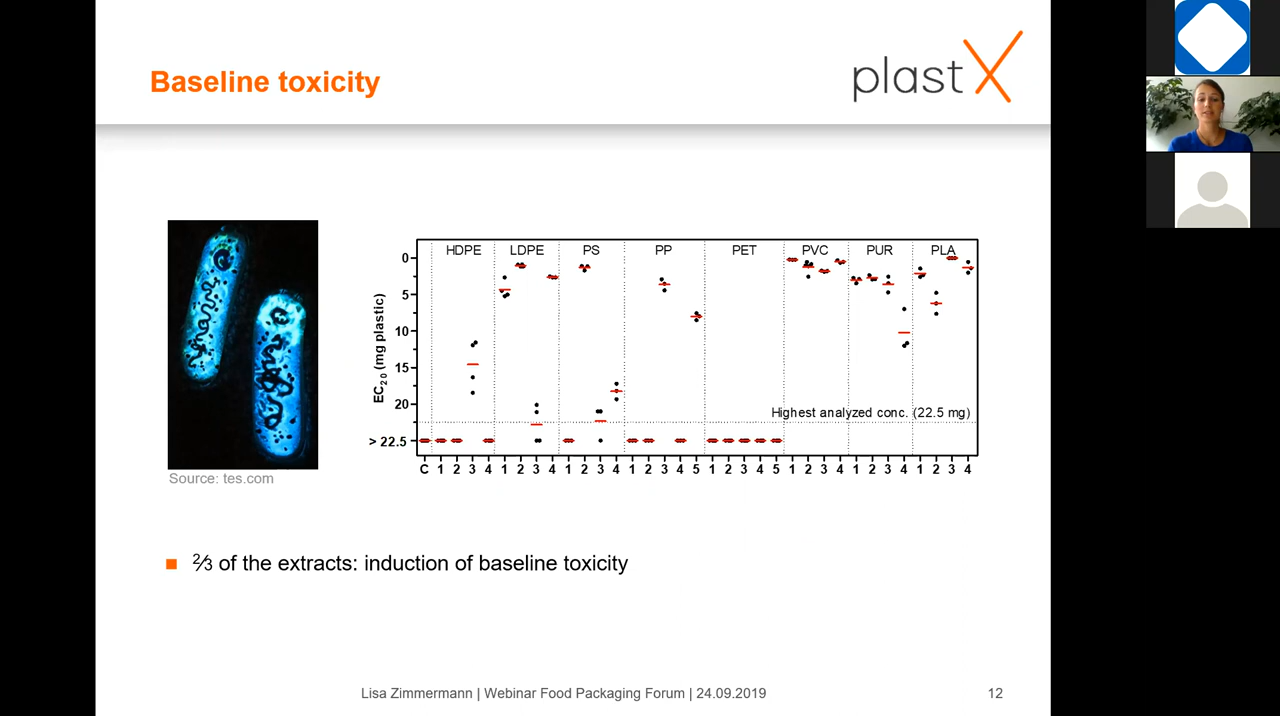 Baseline toxicity
plastX
HDPE LDPE PS PP PET PVC PUR PLA
EC20 (mg plastic)
0
5
10
15
20
> 22.5
Highest analyzed conc. (22.5 mg)
C 1 2 3 4 1 2 3 4 1 2 3 4 1 2 3 4 5 1 2 3 4 5 1 2 3 4 1 2 3 4 1 2 3 4
Source: tes.com
⅔ of the extracts: induction of baseline toxicity
Lisa Zimmermann | Webinar Food Packaging Forum | 24.09.2019
12